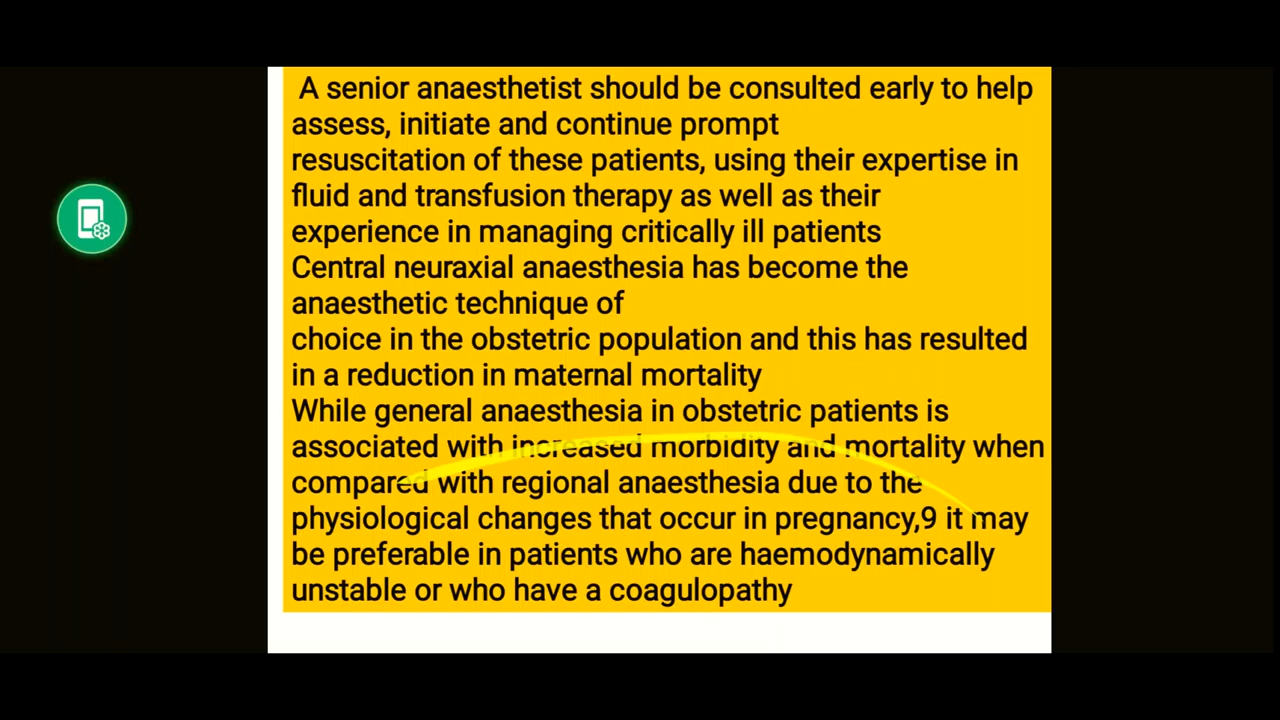 A senior anaesthetist should be consulted early to help
assess, initiate and continue prompt
resuscitation of these patients, using their expertise in
fluid and transfusion therapy as well as their
experience in managing critically ill patients
Central neuraxial anaesthesia has become the
anaesthetic technique of
choice in the obstetric population and this has resulted
in a reduction in maternal mortality
While general anaesthesia in obstetric patients is
associated with increased morbidity and mortality when
compared with regional anaesthesia due to the
physiological changes that occur in pregnancy,9 it may
be preferable in patients who are haemodynamically
unstable or who have a coagulopathy